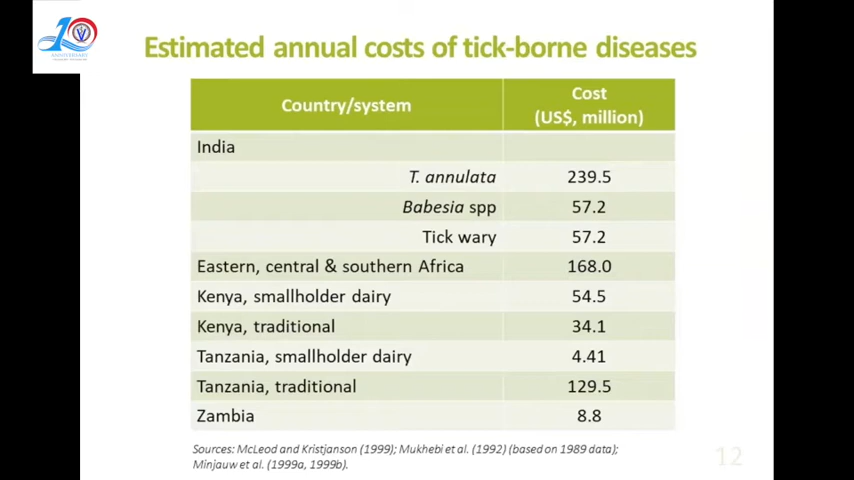 ANNIVERSARY
Estimated annual costs of tick-borne diseases
Country/system Cost
(US$, million)
India
T. annulata 239.5
Babesia spp 57.2
Tick wary 57.2
Eastern, central & southern Africa 168.0
Kenya, smallholder dairy 54.5
Kenya, traditional 34.1
Tanzania, smallholder dairy 4.41
Tanzania, traditional 129.5
Zambia 8.8
Sources: McLeod and Kristjanson (1999); Mukhebi et al. (1992) (based on 1989 data);
Minjauw et al. (1999a, 1999b).
12